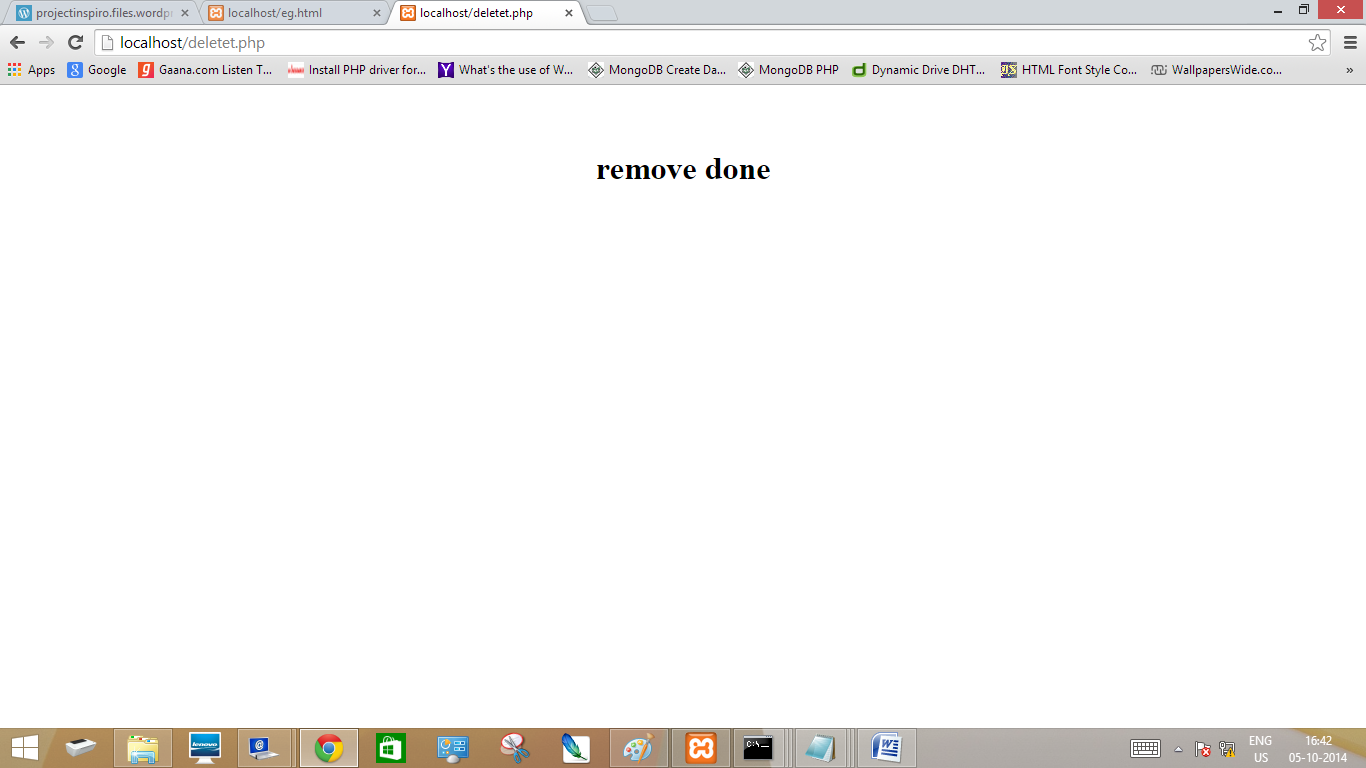 projectinspiro.files.wordpr
localhost/eg.html
localhost/deletet.php
localhost/deletet.php
Apps
Google
Gaana.com Listen T...
Install PHP driver for...
What's the use of W...
MongoDB Create Da...
MongoDB PHP
Dynamic Drive DHT...
HTML Font Style Co...
WallpapersWide.co...
»
remove done
lenovo
C:\_
ENG
US
16:42
05-10-2014